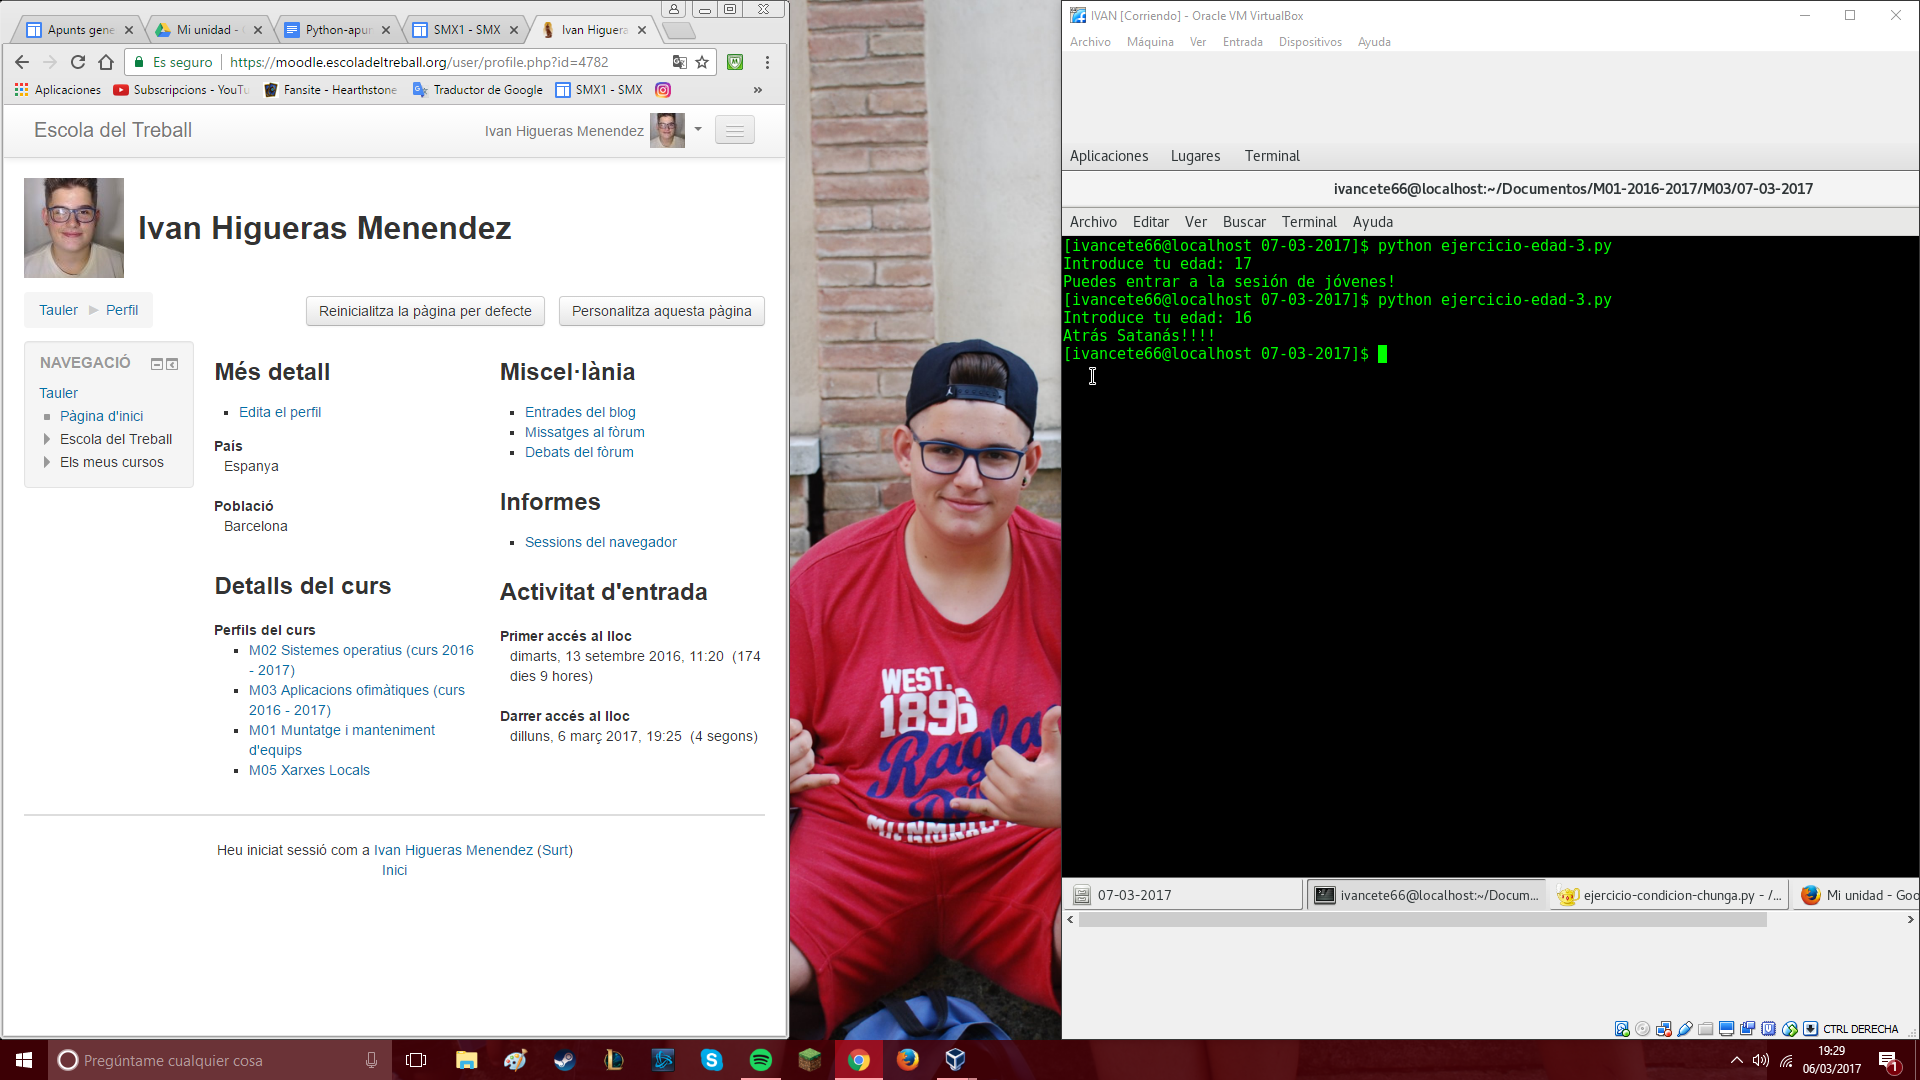 Apunts gene
Mi unidad -
Python-apu
SMX1 - SMX
Ivan Higuera
Es seguro
https://moodle.escoladeltreball.org/user/profile.php?id=4782
Aplicaciones
Subscripcions - YouTu
Fansite - Hearthstone
Traductor de Google
SMX1 - SMX
»
Escola del Treball
Ivan Higueras Menendez
Ivan Higueras Menendez
Tauler
Perfil
Reinicialitza la pàgina per defecte
Personalitza aquesta pàgina
NAVEGACIÓ
Tauler
Pàgina d'inici
Escola del Treball
Els meus cursos
Més detall
Edita el perfil
País
Espanya
Població
Barcelona
Detalls del curs
Perfils del curs
M02 Sistemes operatius (curs 2016
- 2017)
M03 Aplicacions ofimàtiques (curs
2016 - 2017)
M01 Muntatge i manteniment
d'equips
M05 Xarxes Locals
Miscel·lània
Entrades del blog
Missatges al fòrum
Debats del fòrum
Informes
Sessions del navegador
Activitat d'entrada
Primer accés al lloc
dimarts, 13 setembre 2016, 11:20 (174
dies 9 hores)
Darrer accés al lloc
dilluns, 6 març 2017, 19:25 (4 segons)
Heu iniciat sessió com a Ivan Higueras Menendez (Surt)
Inici
WEST.
1896
IVAN [Corriendo] - Oracle VM VirtualBox
Archivo Máquina Ver Entrada Dispositivos Ayuda
Aplicaciones Lugares Terminal
ivancete66@localhost:~/Documentos/M01-2016-2017/M03/07-03-2017
Archivo Editar Ver Buscar Terminal Ayuda
[ivancete66@localhost 07-03-2017]$ python ejercicio-edad-3.py
Introduce tu edad: 17
Puedes entrar a la sesión de jóvenes!
[ivancete66@localhost 07-03-2017]$ python ejercicio-edad-3.py
Introduce tu edad: 16
Atrás Satanás!!!!
[ivancete66@localhost 07-03-2017]$
07-03-2017
ivancete66@localhost:~/Docum...
ejercicio-condicion-chunga.py - /...
Mi unidad - Goo
CTRL DERECHA
Pregúntame cualquier cosa
19:29
06/03/2017
1